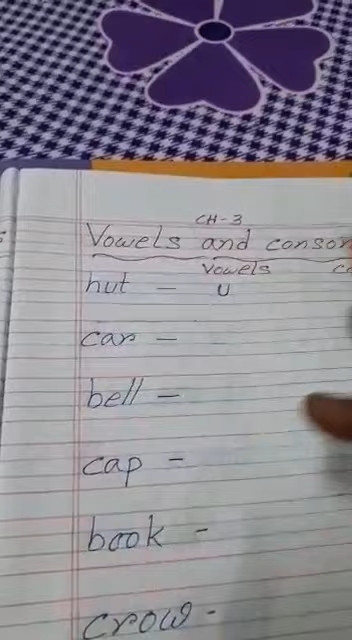 CH-3
Vowels and conson
Vowels
hut - u
car -
bell -
cap -
book -
crow -